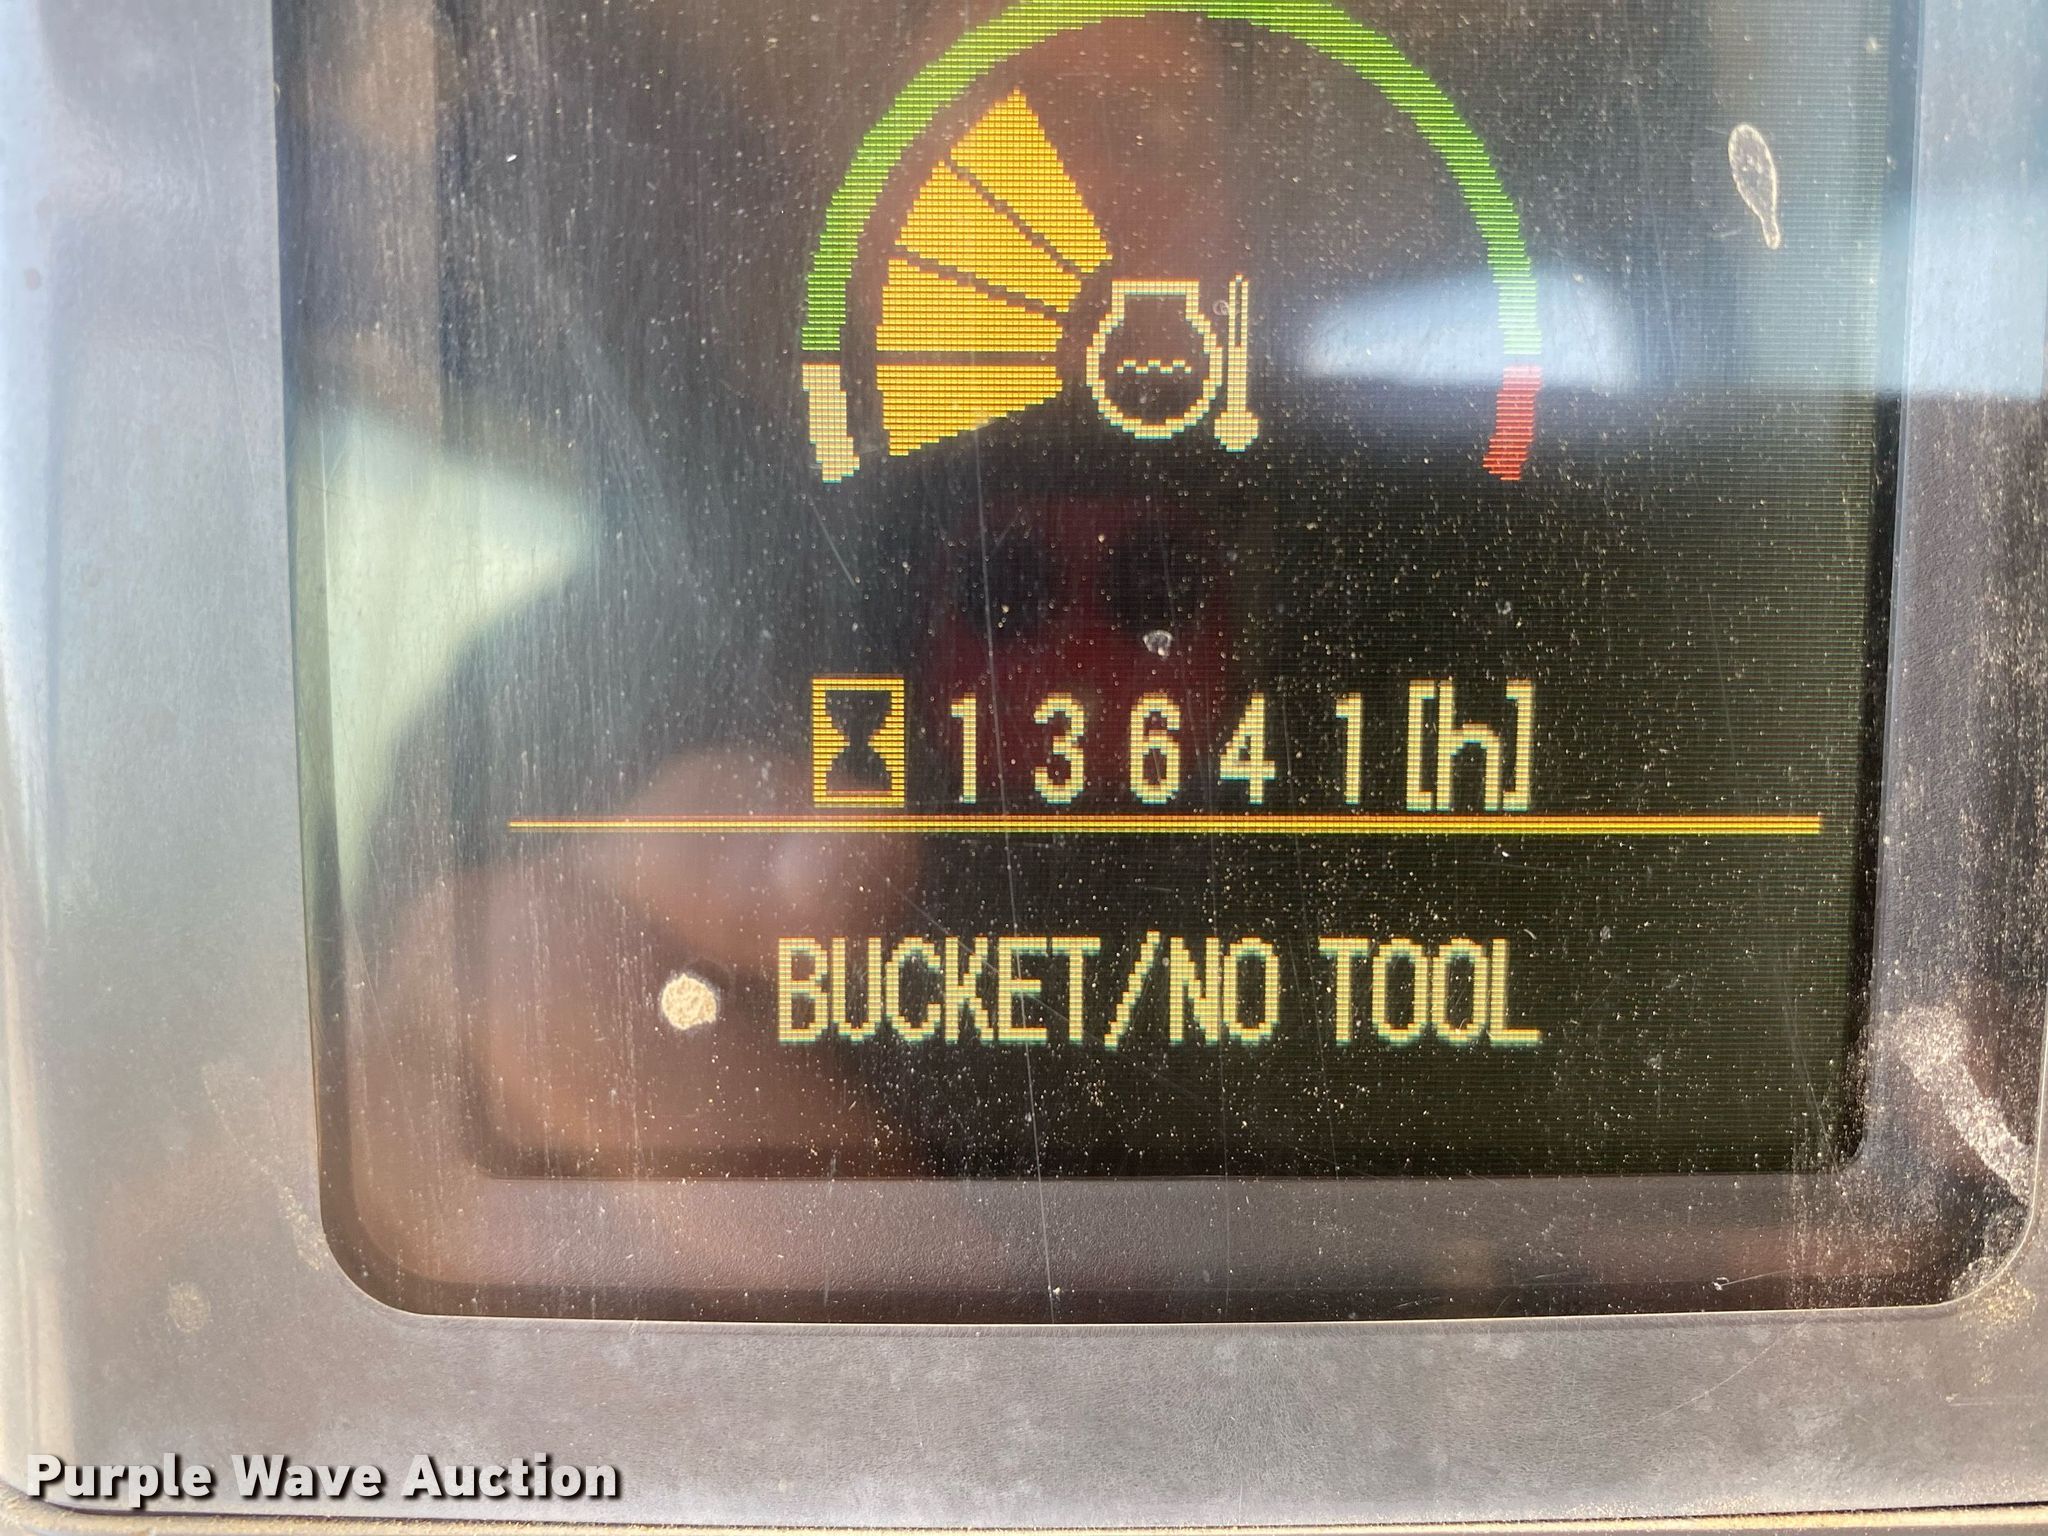 13641[h]
BUCKET/NO TOOL
Purple Wave Auction